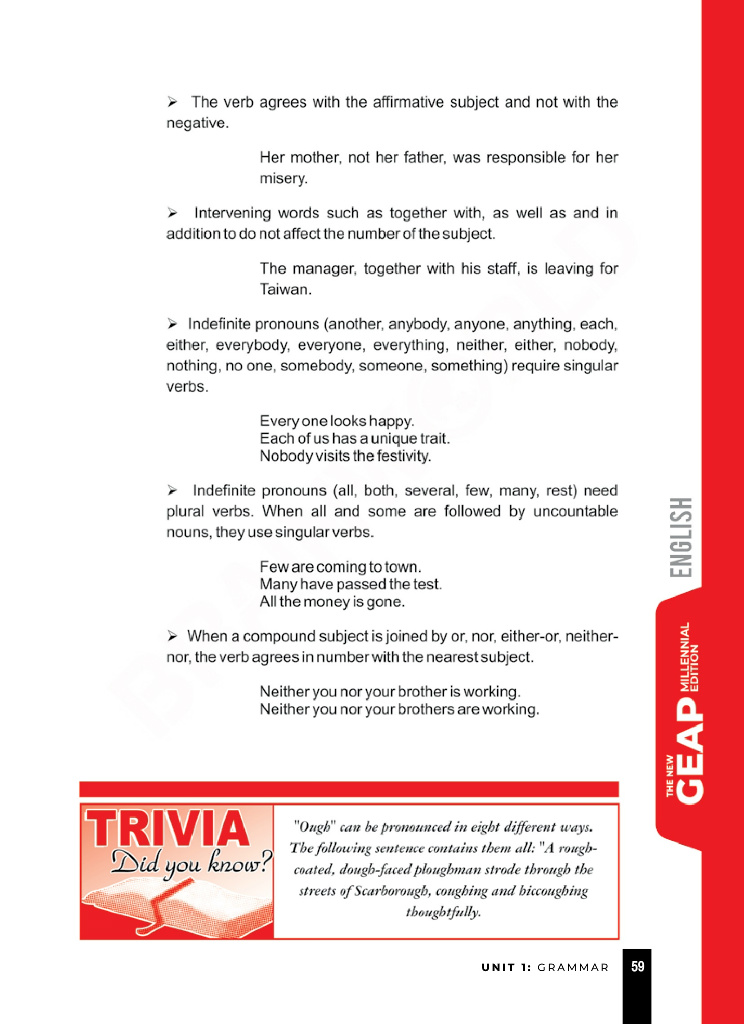 ➢ The verb agrees with the affirmative subject and not with the
negative.
Her mother, not her father, was responsible for her
misery.
➢ Intervening words such as together with, as well as and in
addition to do not affect the number of the subject.
The manager, together with his staff, is leaving for
Taiwan.
➢ Indefinite pronouns (another, anybody, anyone, anything, each,
either, everybody, everyone, everything, neither, either, nobody,
nothing, no one, somebody, someone, something) require singular
verbs.
Every one looks happy.
Each of us has a unique trait.
Nobody visits the festivity.
➢ Indefinite pronouns (all, both, several, few, many, rest) need
plural verbs. When all and some are followed by uncountable
nouns, they use singular verbs.
Few are coming to town.
Many have passed the test.
All the money is gone.
➢ When a compound subject is joined by or, nor, either-or, neither-
nor, the verb agrees in number with the nearest subject.
Neither you nor your brother is working.
Neither you nor your brothers are working.
ENGLISH
THE NEW
GEAP
MILLENNIAL
EDITION
TRIVIA
Did you know?
"Ough" can be pronounced in eight different ways.
The following sentence contains them all: "A rough-
coated, dough-faced ploughman strode through the
streets of Scarborough, coughing and hiccoughing
thoughtfully.
UNIT 1: GRAMMAR
59